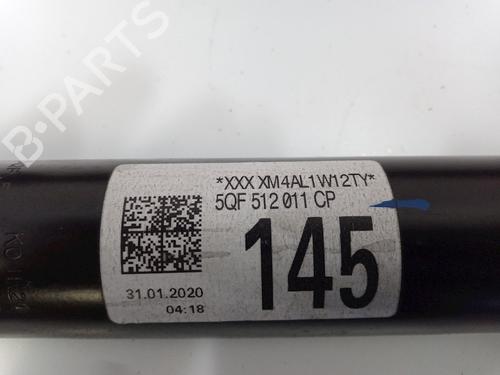 *XXX XM4AL1W12TY*
5QF 512 011 CP
145
31.01.2020
04:18
B-PARTS